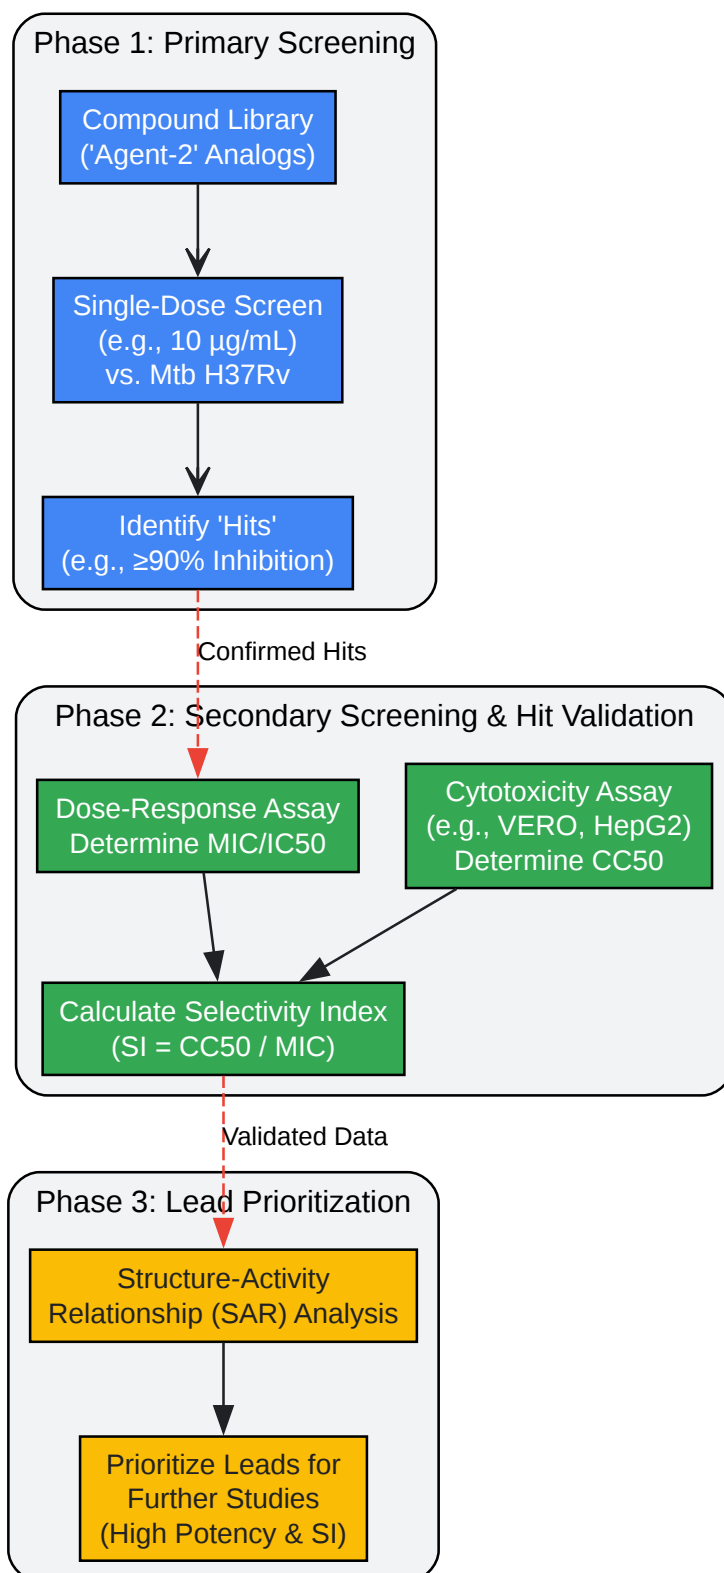 Phase 1: Primary Screening
Compound Library
('Agent-2' Analogs)
Single-Dose Screen
(e.g., 10 µg/mL)
vs. Mtb H37Rv
Identify 'Hits'
(e.g., ≥90% Inhibition)
Confirmed Hits
Phase 2: Secondary Screening & Hit Validation
Dose-Response Assay
Determine MIC/IC50
Cytotoxicity Assay
(e.g., VERO, HepG2)
Determine CC50
Calculate Selectivity Index
(SI = CC50 / MIC)
Validated Data
Phase 3: Lead Prioritization
Structure-Activity
Relationship (SAR) Analysis
Prioritize Leads for
Further Studies
(High Potency & SI)